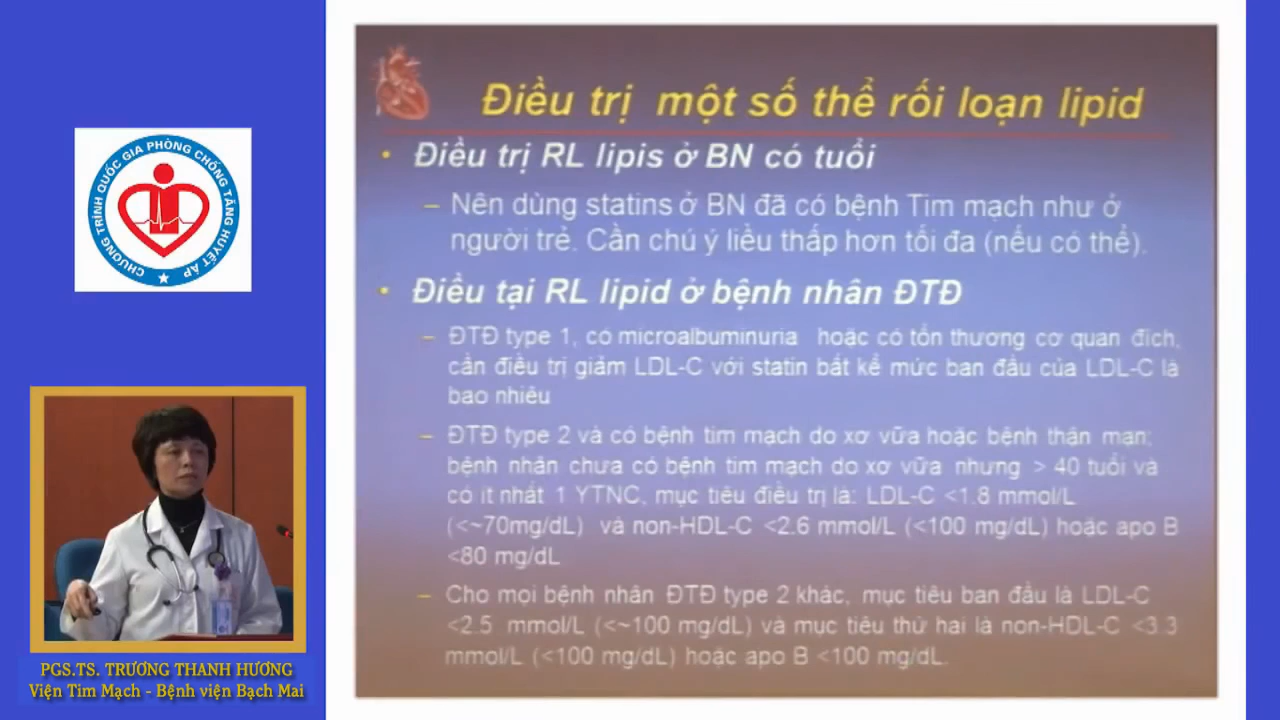 CHƯƠNG TRÌNH QUỐC GIA PHÒNG CHỐNG TĂNG HUYẾT ÁP
PGS.TS. TRƯƠNG THANH HƯƠNG
Viện Tim Mạch - Bệnh viện Bạch Mai
Điều trị một số thể rối loạn lipid
• Điều trị RL lipis ở BN có tuổi
– Nên dùng statins ở BN đã có bệnh Tim mạch như ở
người trẻ. Cần chú ý liều thấp hơn tối đa (nếu có thể).
• Điều tại RL lipid ở bệnh nhân ĐTĐ
– ĐTĐ type 1, có microalbuminuria hoặc có tổn thương cơ quan đích,
cần điều trị giảm LDL-C với statin bất kể mức ban đầu của LDL-C là
bao nhiêu
– ĐTĐ type 2 và có bệnh tim mạch do xơ vữa hoặc bệnh thận mạn;
bệnh nhân chưa có bệnh tim mạch do xơ vữa nhưng > 40 tuổi và
có ít nhất 1 YTNC, mục tiêu điều trị là: LDL-C <1.8 mmol/L
(<~70mg/dL) và non-HDL-C <2.6 mmol/L (<100 mg/dL) hoặc apo B
<80 mg/dL
– Cho mọi bệnh nhân ĐTĐ type 2 khác, mục tiêu ban đầu là LDL-C
<2.5 mmol/L (<~100 mg/dL) và mục tiêu thứ hai là non-HDL-C <3.3
mmol/L (<100 mg/dL) hoặc apo B <100 mg/dL.